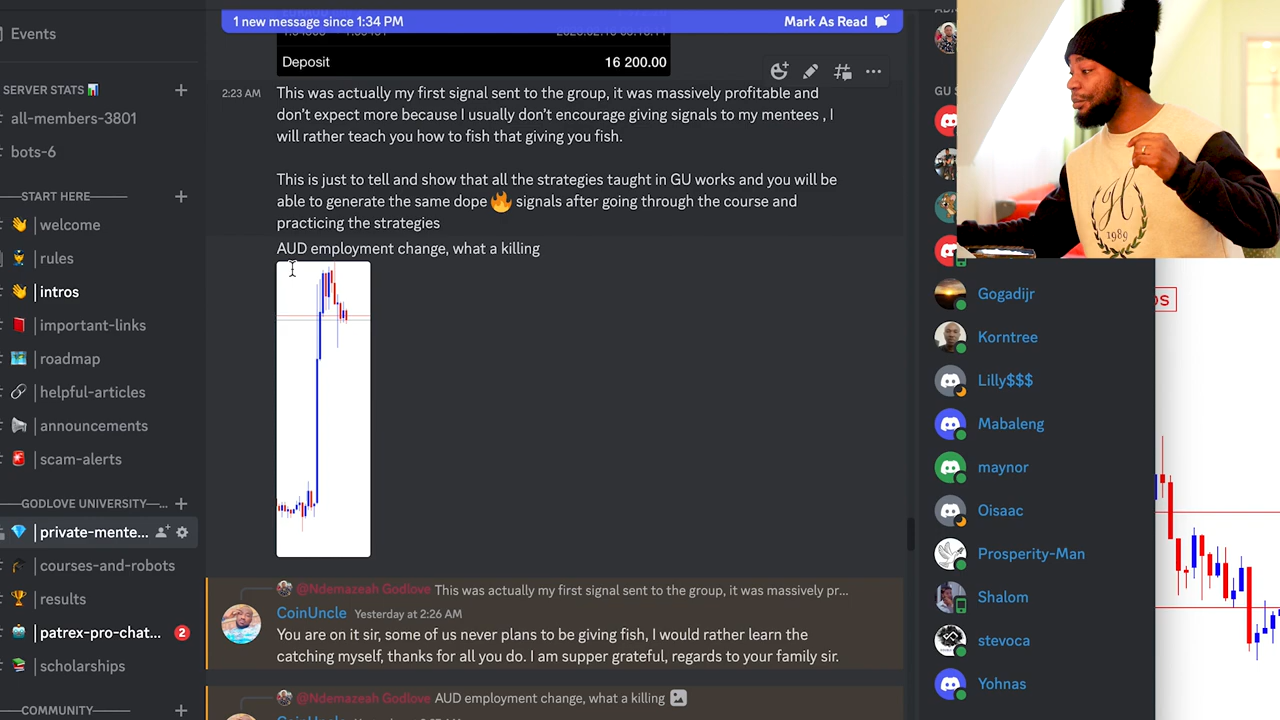 1 new message since 1:34 PM
Mark As Read
Events
SERVER STATS
all-members-3801
bots-6
START HERE
welcome
rules
intros
important-links
roadmap
helpful-articles
announcements
scam-alerts
GODLOVE UNIVERSITY—...
private-mente...
courses-and-robots
results
patrex-pro-chat...
2
scholarships
COMMUNITY
Deposit
16 200.00
2:23 AM
This was actually my first signal sent to the group, it was massively profitable and
don't expect more because I usually don't encourage giving signals to my mentees , I
will rather teach you how to fish that giving you fish.
This is just to tell and show that all the strategies taught in GU works and you will be
able to generate the same dope 🔥 signals after going through the course and
practicing the strategies
AUD employment change, what a killing
@Ndemazeah Godlove This was actually my first signal sent to the group, it was massively pr...
CoinUncle Yesterday at 2:26 AM
You are on it sir, some of us never plans to be giving fish, I would rather learn the
catching myself, thanks for all you do. I am supper grateful, regards to your family sir.
@Ndemazeah Godlove AUD employment change, what a killing
GU
Gogadijr
Korntree
Lilly$$$
Mabaleng
maynor
Oisaac
Prosperity-Man
Shalom
stevoca
Yohnas
H
1989